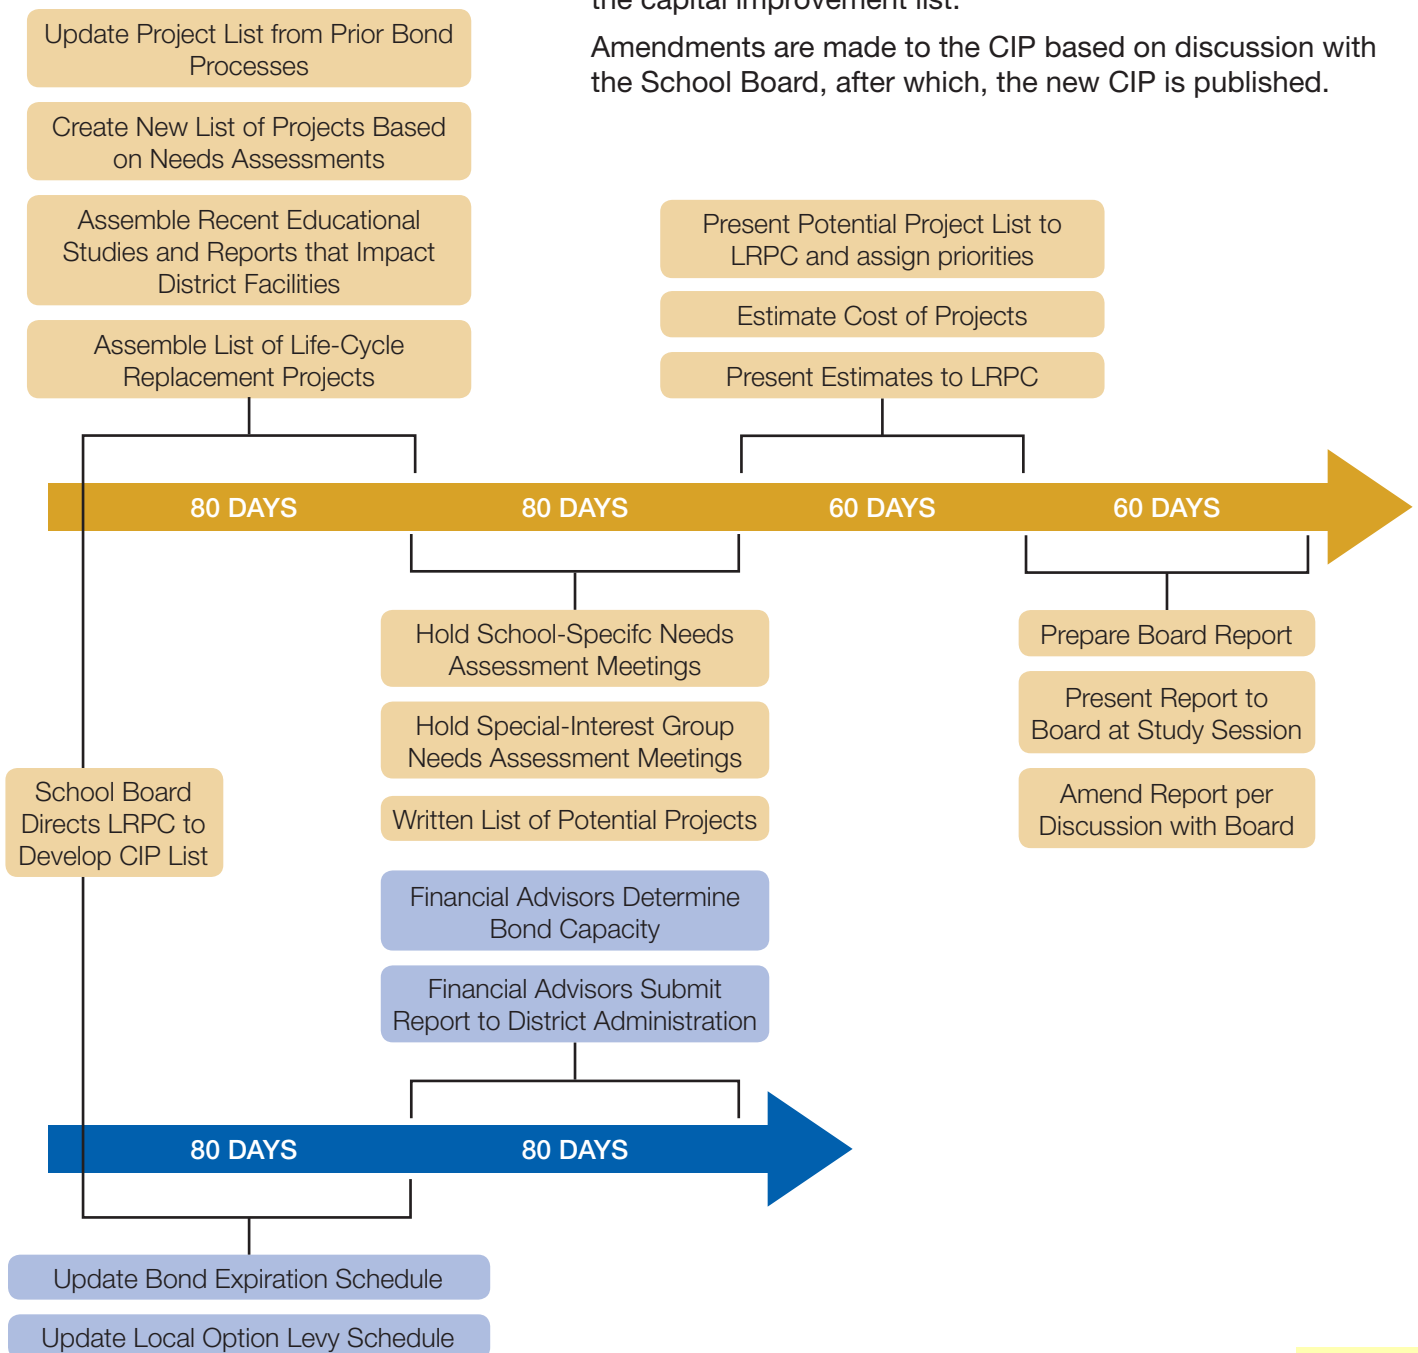 the capital improvement list.
Amendments are made to the CIP based on discussion with
the School Board, after which, the new CIP is published.
Update Project List from Prior Bond
Processes
Create New List of Projects Based
on Needs Assessments
Assemble Recent Educational
Studies and Reports that Impact
District Facilities
Assemble List of Life-Cycle
Replacement Projects
Present Potential Project List to
LRPC and assign priorities
Estimate Cost of Projects
Present Estimates to LRPC
80 DAYS
80 DAYS
60 DAYS
60 DAYS
Hold School-Specifc Needs
Assessment Meetings
Hold Special-Interest Group
Needs Assessment Meetings
Written List of Potential Projects
Prepare Board Report
Present Report to
Board at Study Session
Amend Report per
Discussion with Board
School Board
Directs LRPC to
Develop CIP List
Financial Advisors Determine
Bond Capacity
Financial Advisors Submit
Report to District Administration
80 DAYS
80 DAYS
Update Bond Expiration Schedule
Update Local Option Levy Schedule